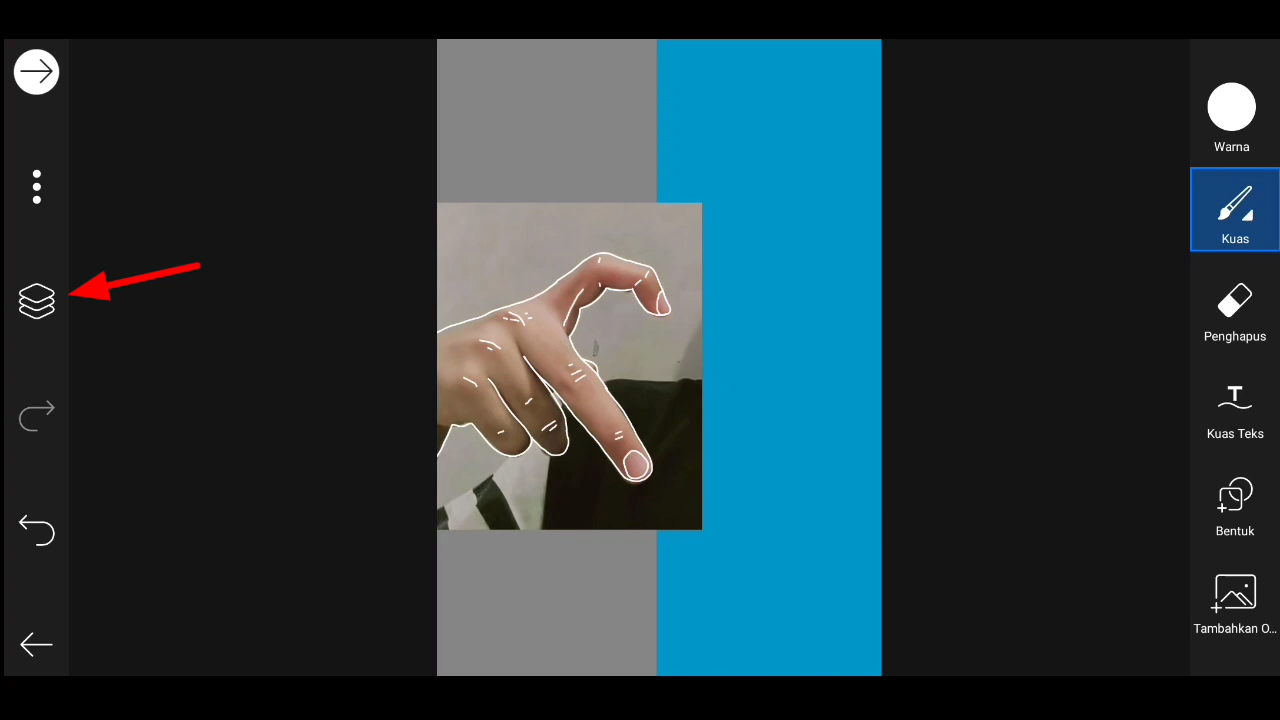 Warna
Kuas
Penghapus
Kuas Teks
Bentuk
Tambahkan O...